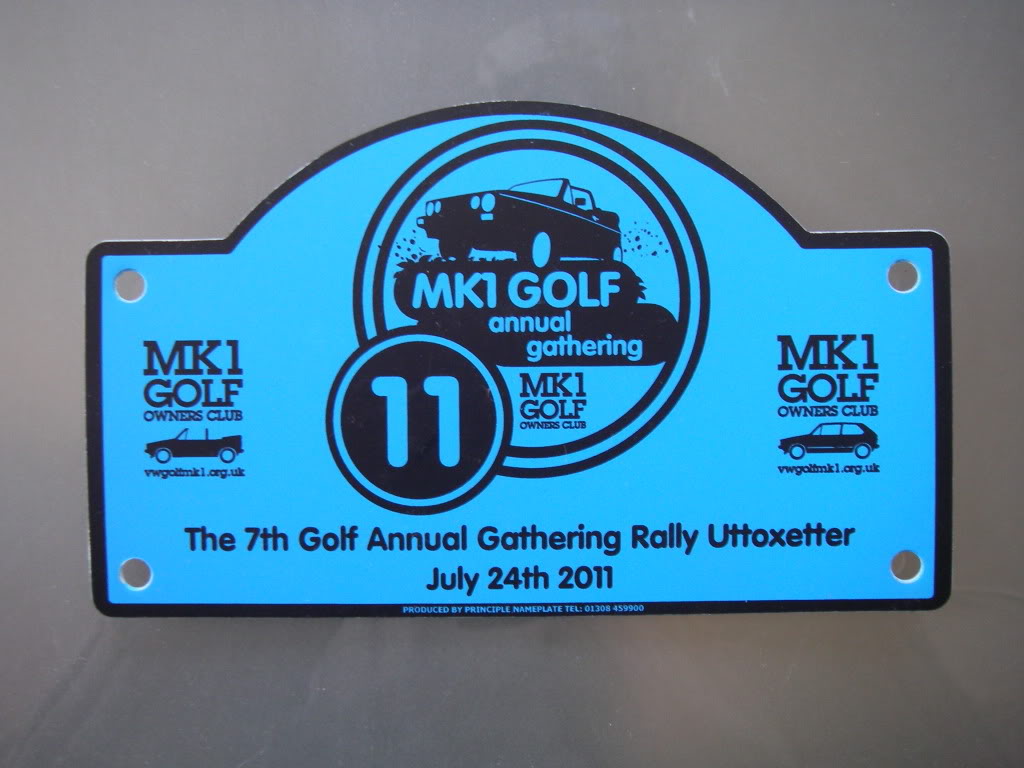 MK1 GOLF
annual
gathering
11
MK1
GOLF
OWNERS CLUB
MK1
GOLF
OWNERS CLUB
vwgolfmk1.org.uk
MK1
GOLF
OWNERS CLUB
vwgolfmk1.org.uk
The 7th Golf Annual Gathering Rally Uttoxetter
July 24th 2011
PRODUCED BY PRINCIPLE NAMEPLATE TEL: 01308 459900